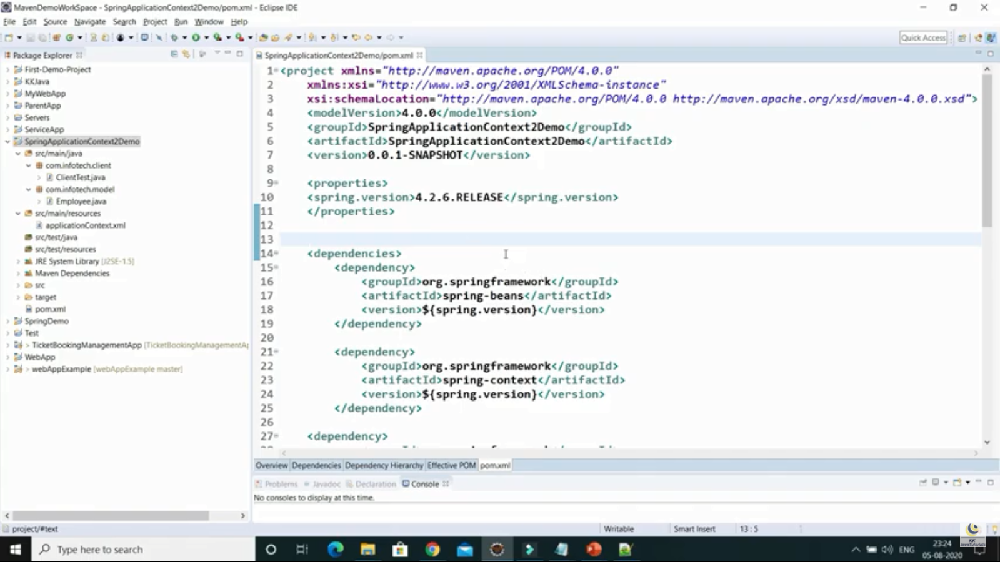 MavenDemoWorkSpace - SpringApplicationContext2Demo/pom.xml - Eclipse IDE
File Edit Source Navigate Search Project Run Window Help
Quick Access
Package Explorer
First-Demo-Project
KKJava
MyWebApp
ParentApp
Servers
ServiceApp
SpringApplicationContext2Demo
src/main/java
com.infotech.client
ClientTest.java
com.infotech.model
Employee.java
src/main/resources
applicationContext.xml
src/test/java
src/test/resources
JRE System Library [J2SE-1.5]
Maven Dependencies
src
target
pom.xml
SpringDemo
Test
> TicketBookingManagementApp [TicketBookingManagementAp
WebApp
> webAppExample [webAppExample master]
SpringApplicationContext2Demo/pom.xml
1 <project xmlns="http://maven.apache.org/POM/4.0.0"
2 xmlns:xsi="http://www.w3.org/2001/XMLSchema-instance"
3 xsi:schemaLocation="http://maven.apache.org/POM/4.0.0 http://maven.apache.org/xsd/maven-4.0.0.xsd">
4 <modelVersion>4.0.0</modelVersion>
5 <groupId>SpringApplicationContext2Demo</groupId>
6 <artifactId>SpringApplicationContext2Demo</artifactId>
7 <version>0.0.1-SNAPSHOT</version>
8
9 <properties>
10 <spring.version>4.2.6.RELEASE</spring.version>
11 </properties>
12
13
14 <dependencies>
15 <dependency>
16 <groupId>org.springframework</groupId>
17 <artifactId>spring-beans</artifactId>
18 <version>${spring.version}</version>
19 </dependency>
20
21 <dependency>
22 <groupId>org.springframework</groupId>
23 <artifactId>spring-context</artifactId>
24 <version>${spring.version}</version>
25 </dependency>
26
27 <dependency>
Overview Dependencies Dependency Hierarchy Effective POM pom.xml
Problems Javadoc Declaration Console
No consoles to display at this time.
project/#text Writable Smart Insert 13 : 5
Type here to search
ENG
23:24
05-08-2020
KK
JavaTutorials